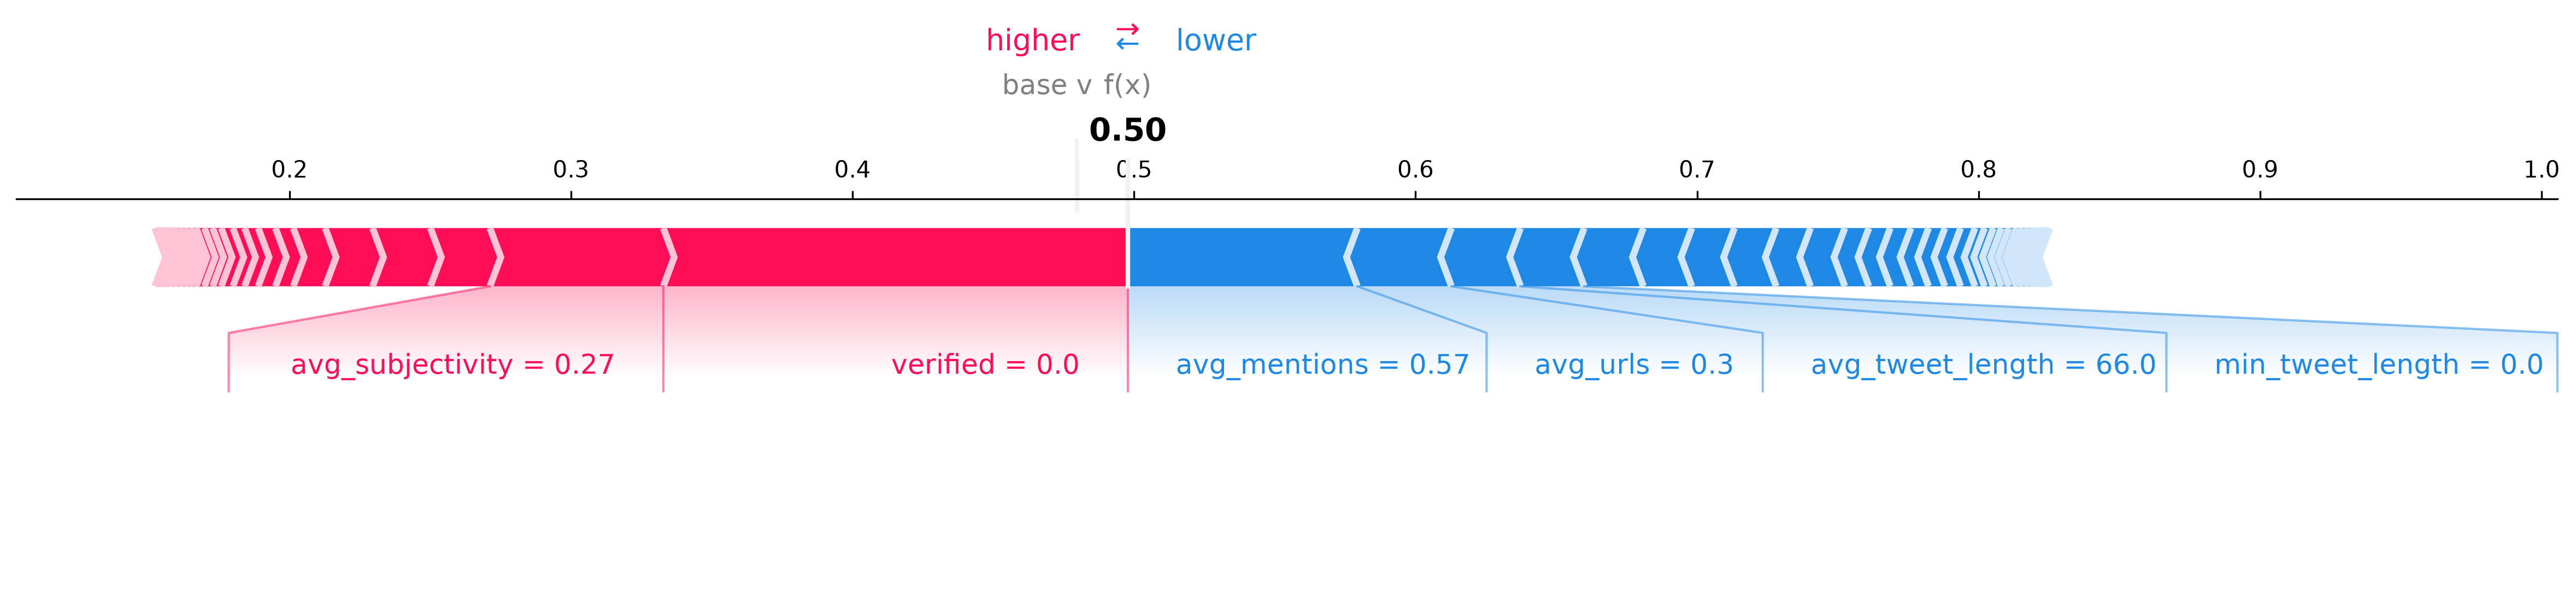 higher ⇄ lower
base v f(x)
0.50
0.2 0.3 0.4 0.5 0.6 0.7 0.8 0.9 1.0
avg_subjectivity = 0.27 verified = 0.0 avg_mentions = 0.57 avg_urls = 0.3 avg_tweet_length = 66.0 min_tweet_length = 0.0